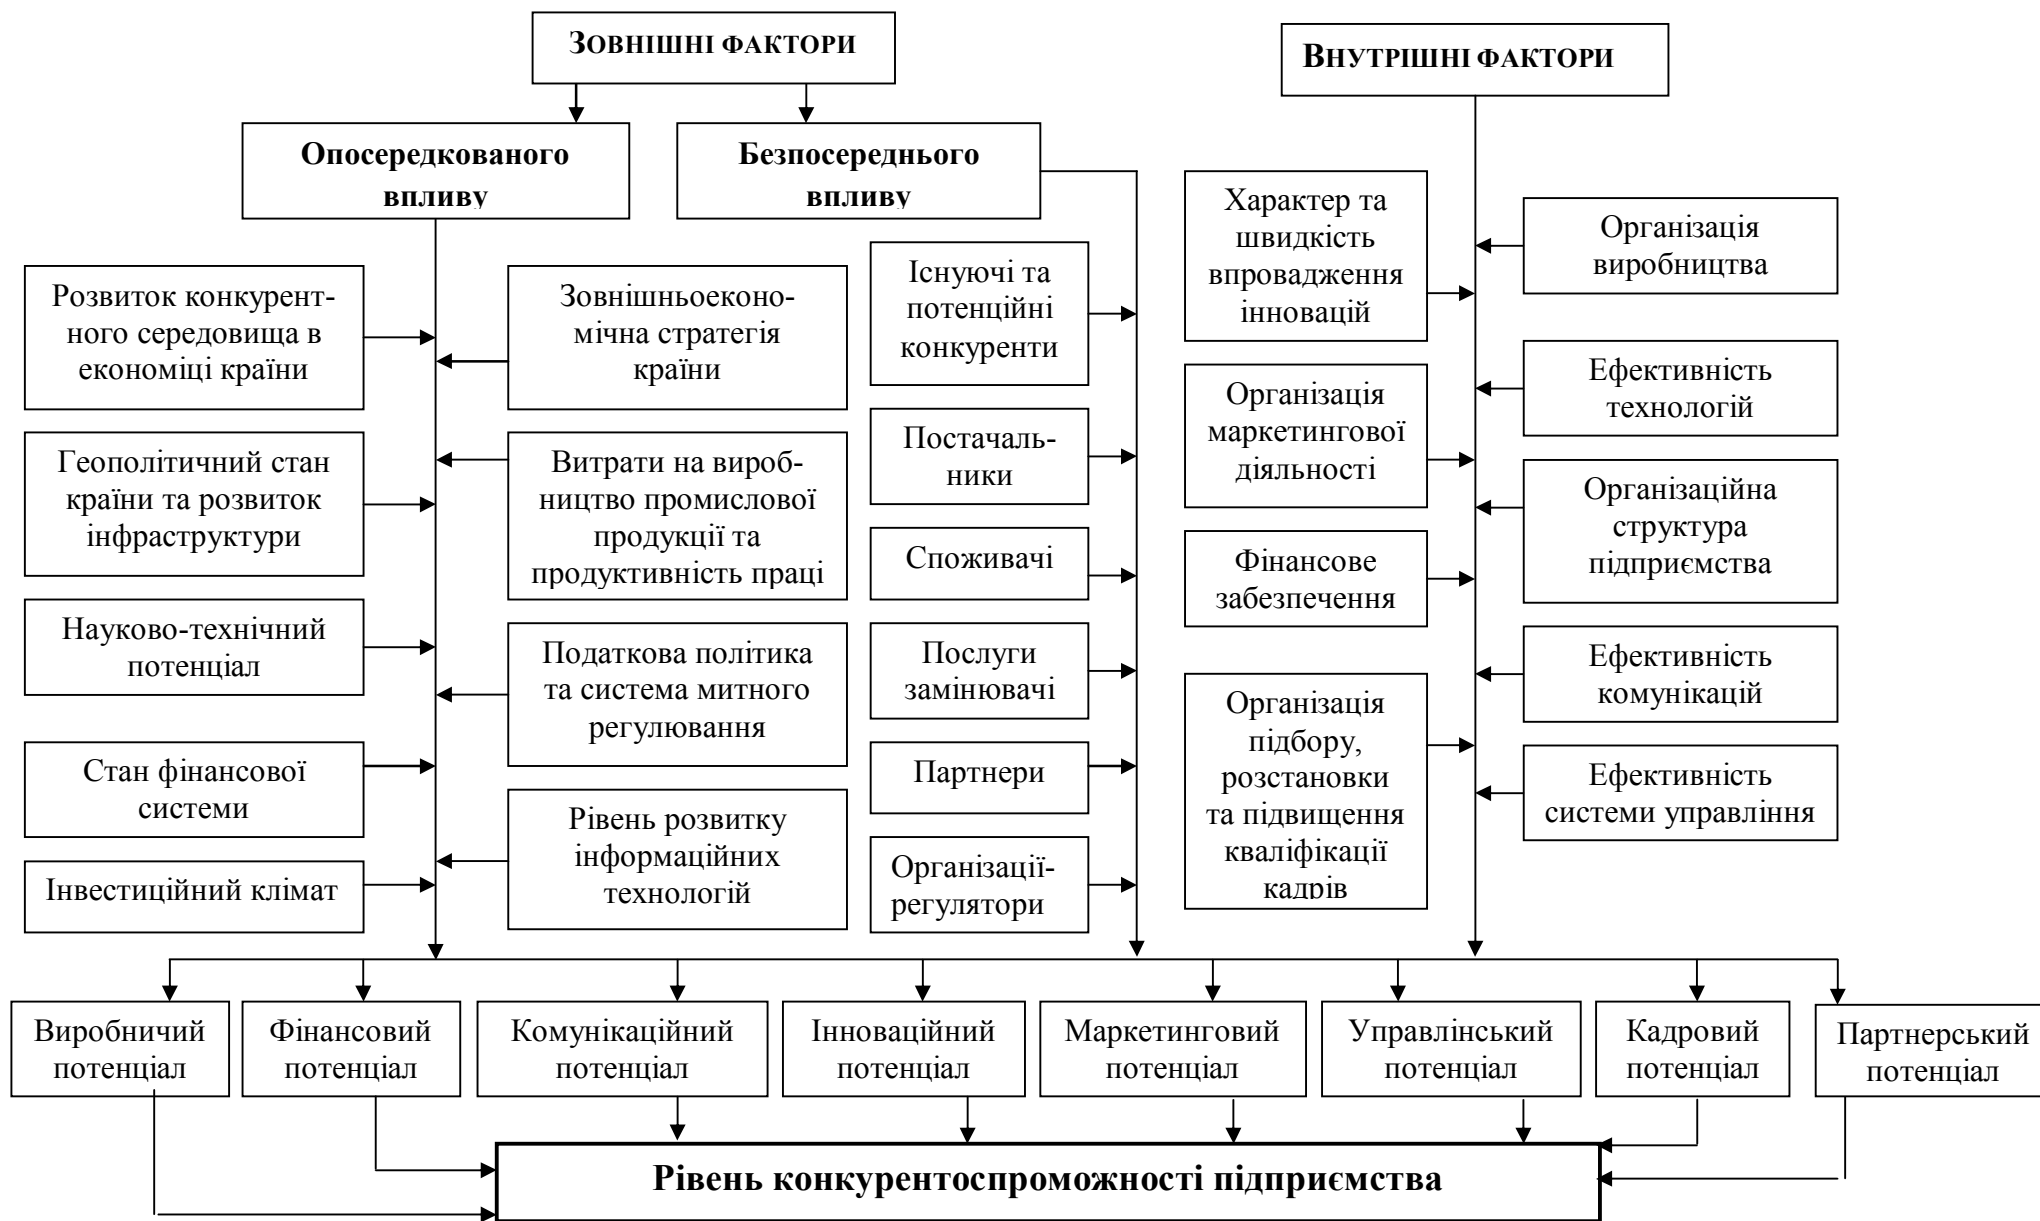 ЗОВНІШНІ ФАКТОРИ
ВНУТРІШНІ ФАКТОРИ
Опосередкованого
впливу
Безпосереднього
впливу
Розвиток конкурент-
ного середовища в
економіці країни
Геополітичний стан
країни та розвиток
інфраструктури
Науково-технічний
потенціал
Стан фінансової
системи
Інвестиційний клімат
Зовнішньоеконо-
мічна стратегія
країни
Витрати на вироб-
ництво промислової
продукції та
продуктивність праці
Податкова політика
та система митного
регулювання
Рівень розвитку
інформаційних
технологій
Існуючі та
потенційні
конкуренти
Постачаль-
ники
Споживачі
Послуги
замінювачі
Партнери
Організації-
регулятори
Характер та
швидкість
впровадження
інновацій
Організація
маркетингової
діяльності
Фінансове
забезпечення
Організація
підбору,
розстановки
та підвищення
кваліфікації
кадрів
Організація
виробництва
Ефективність
технологій
Організаційна
структура
підприємства
Ефективність
комунікацій
Ефективність
системи управління
Виробничий
потенціал
Фінансовий
потенціал
Комунікаційний
потенціал
Інноваційний
потенціал
Маркетинговий
потенціал
Управлінський
потенціал
Кадровий
потенціал
Партнерський
потенціал
Рівень конкурентоспроможності підприємства